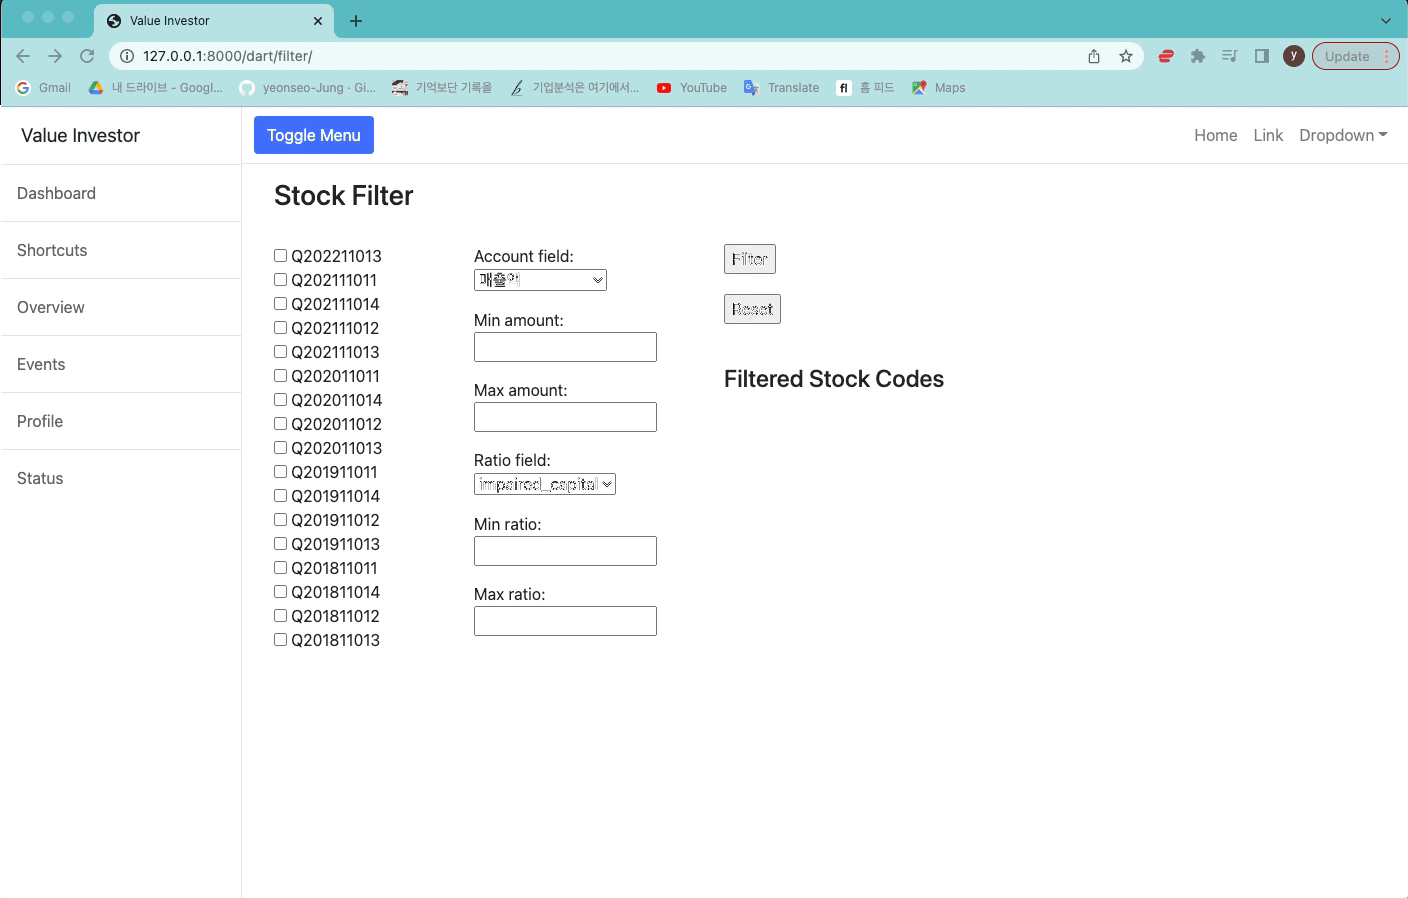 Value Investor
127.0.0.1:8000/dart/filter/
y
Update
Gmail
내 드라이브 - Googl...
yeonseo-Jung · Gi...
기억보단 기록을
기업분석은 여기에서...
YouTube
Translate
fl 홈 피드
Maps
Value Investor
Toggle Menu
Home Link Dropdown
Dashboard
Shortcuts
Overview
Events
Profile
Status
Stock Filter
Q202211013
Q202111011
Q202111014
Q202111012
Q202111013
Q202011011
Q202011014
Q202011012
Q202011013
Q201911011
Q201911014
Q201911012
Q201911013
Q201811011
Q201811014
Q201811012
Q201811013
Account field:
매출액
Min amount:
Max amount:
Ratio field:
impaired_capital
Min ratio:
Max ratio:
Filter
Reset
Filtered Stock Codes